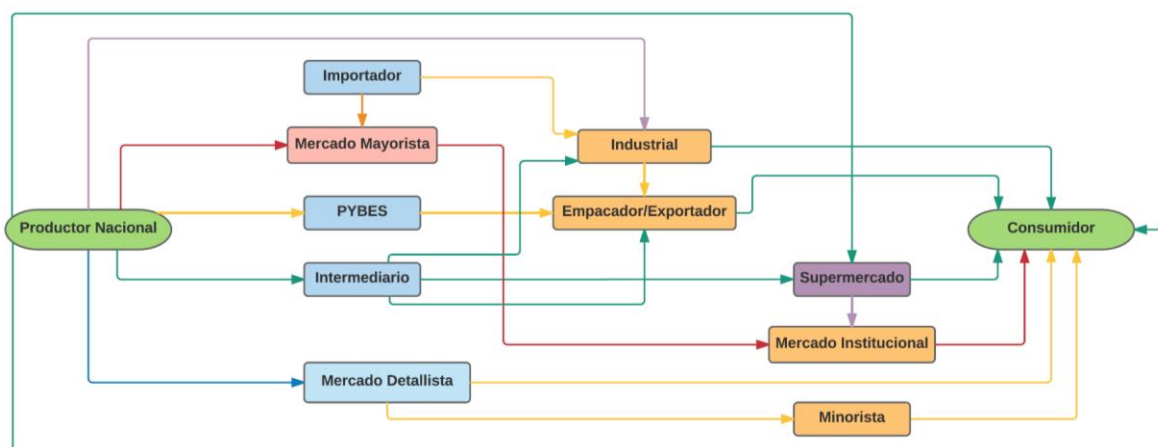 Importador
Mercado Mayorista
Industrial
PYBES
Empacador/Exportador
Productor Nacional
Consumidor
Intermediario
Supermercado
Mercado Institucional
Mercado Detallista
Minorista